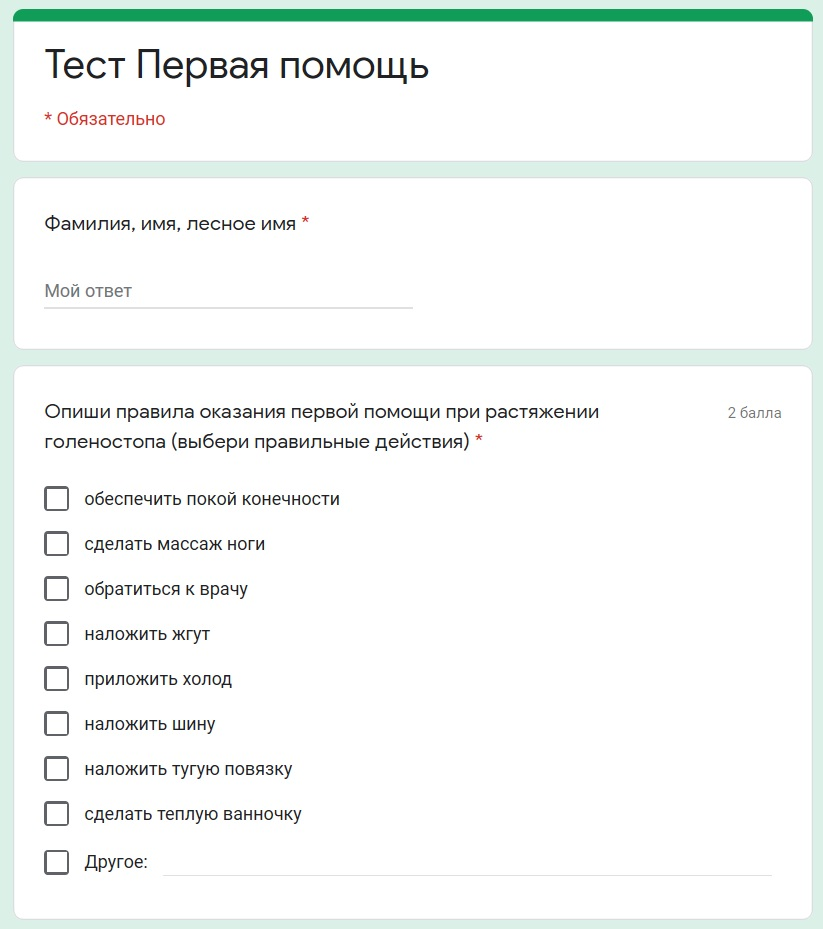 Тест Первая помощь
* Обязательно
Фамилия, имя, лесное имя *
Мой ответ
Опиши правила оказания первой помощи при растяжении
2 балла
голеностопа (выбери правильные действия) *
обеспечить покой конечности
сделать массаж ноги
обратиться к врачу
наложить жгут
приложить холод
наложить шину
наложить тугую повязку
сделать теплую ванночку
Другое: